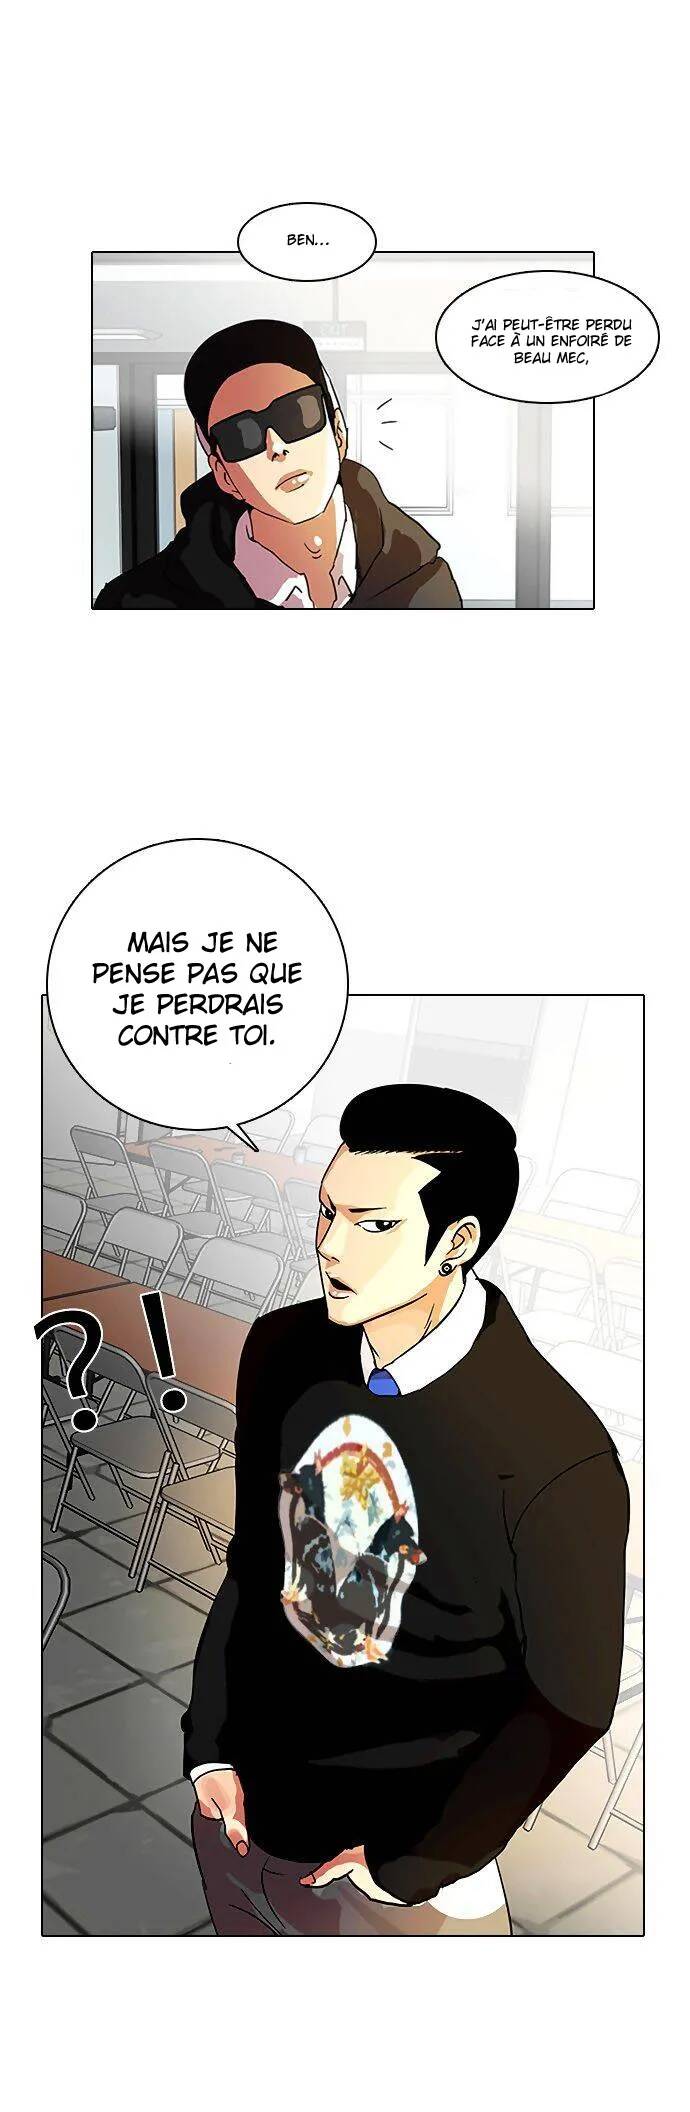 BEN...
J'AI PEUT-ÊTRE PERDU
FACE À UN ENFOIRÉ DE
BEAU MEC,
EXIT
MAIS JE NE
PENSE PAS QUE
JE PERDRAIS
CONTRE TOI.
?!